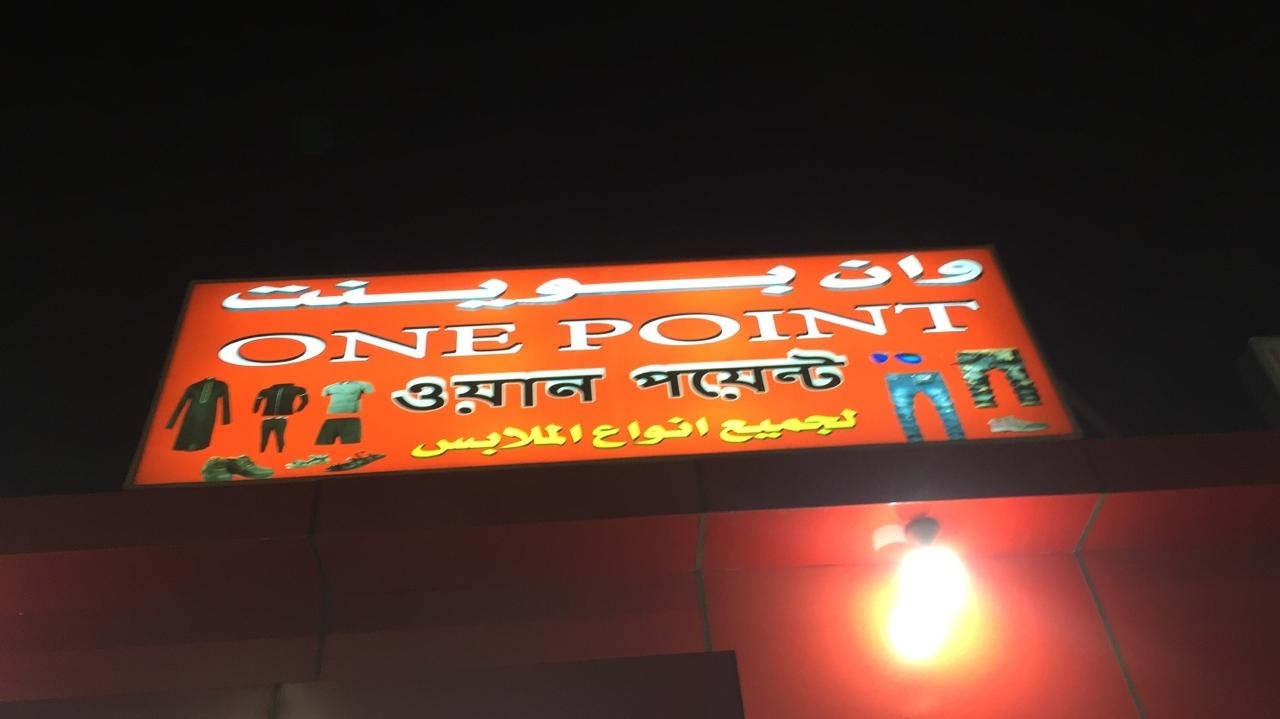 وان بوينت
ONE POINT
ওয়ান পয়েন্ট
لجميع انواع الملابس